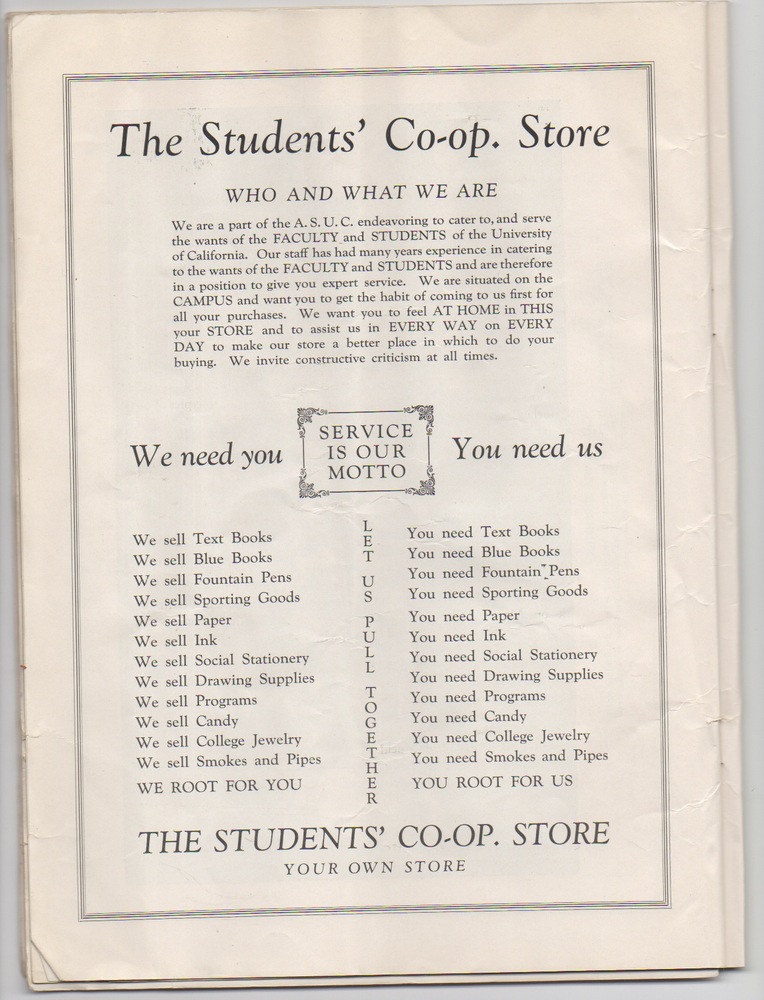 The Students' Co-op. Store
WHO AND WHAT WE ARE
We are a part of the A. S. U. C. endeavoring to cater to, and serve
the wants of the FACULTY and STUDENTS of the University
of California. Our staff has had many years experience in catering
to the wants of the FACULTY and STUDENTS and are therefore
in a position to give you expert service. We are situated on the
CAMPUS and want you to get the habit of coming to us first for
all your purchases. We want you to feel AT HOME in THIS
your STORE and to assist us in EVERY WAY on EVERY
DAY to make our store a better place in which to do your
buying. We invite constructive criticism at all times.
We need you
SERVICE
IS OUR
MOTTO
You need us
We sell Text Books
We sell Blue Books
We sell Fountain Pens
We sell Sporting Goods
We sell Paper
We sell Ink
We sell Social Stationery
We sell Drawing Supplies
We sell Programs
We sell Candy
We sell College Jewelry
We sell Smokes and Pipes
WE ROOT FOR YOU
LET US PULL TOGETHER
You need Text Books
You need Blue Books
You need Fountain Pens
You need Sporting Goods
You need Paper
You need Ink
You need Social Stationery
You need Drawing Supplies
You need Programs
You need Candy
You need College Jewelry
You need Smokes and Pipes
YOU ROOT FOR US
THE STUDENTS' CO-OP. STORE
YOUR OWN STORE